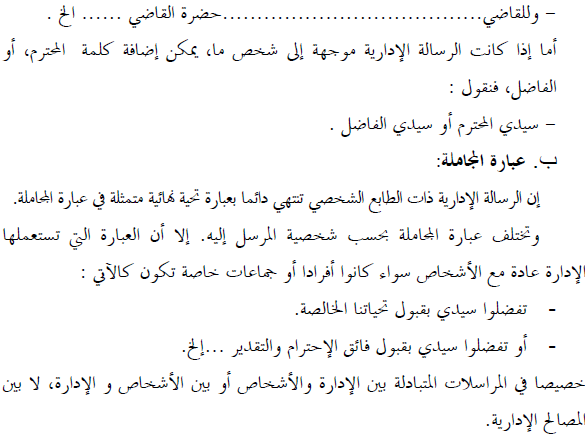 – وللقاضي.......................................حضرة القاضي ...... الخ .
أما إذا كانت الرسالة الإدارية موجهة إلى شخص ما، يمكن إضافة كلمة المحترم، أو
الفاضل، فنقول :
– سيدي المحترم أو سيدي الفاضل .
ب. عبارة المجاملة:
إن الرسالة الإدارية ذات الطابع الشخصي تنتهي دائما بعبارة تحية نهائية متمثلة في عبارة المجاملة.
وتختلف عبارة المجاملة بحسب شخصية المرسل إليه. إلا أن العبارة التي تستعملها
الإدارة عادة مع الأشخاص سواء كانوا أفرادا أو جماعات خاصة تكون كالآتي :
- تفضلوا سيدي بقبول تحياتنا الخالصة.
- أو تفضلوا سيدي بقبول فائق الإحترام والتقدير ...إلخ.
خصيصا في المراسلات المتبادلة بين الإدارة والأشخاص أو بين الأشخاص و الإدارة، لا بين
المصالح الإدارية.